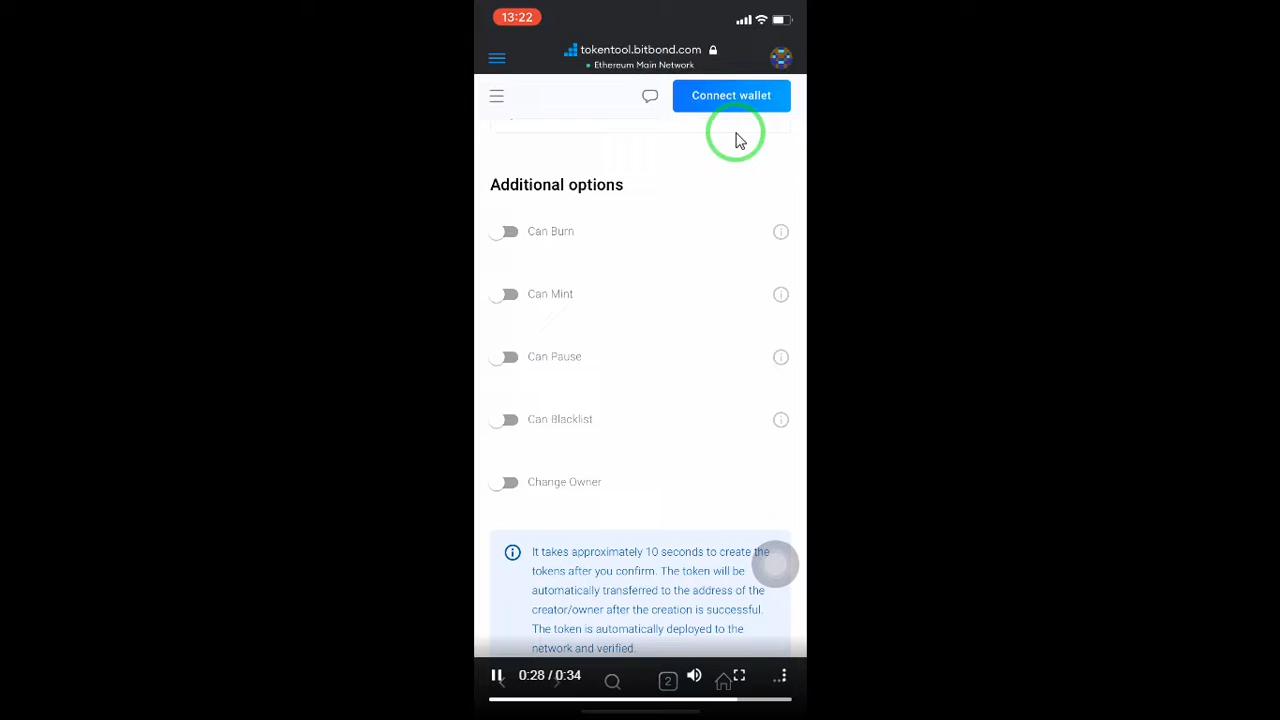 13:22
tokentool.bitbond.com
Ethereum Main Network
Connect wallet
Additional options
Can Burn
Can Mint
Can Pause
Can Blacklist
Change Owner
It takes approximately 10 seconds to create the
tokens after you confirm. The token will be
automatically transferred to the address of the
creator/owner after the creation is successful.
The token is automatically deployed to the
network and verified.
0:28 / 0:34
2